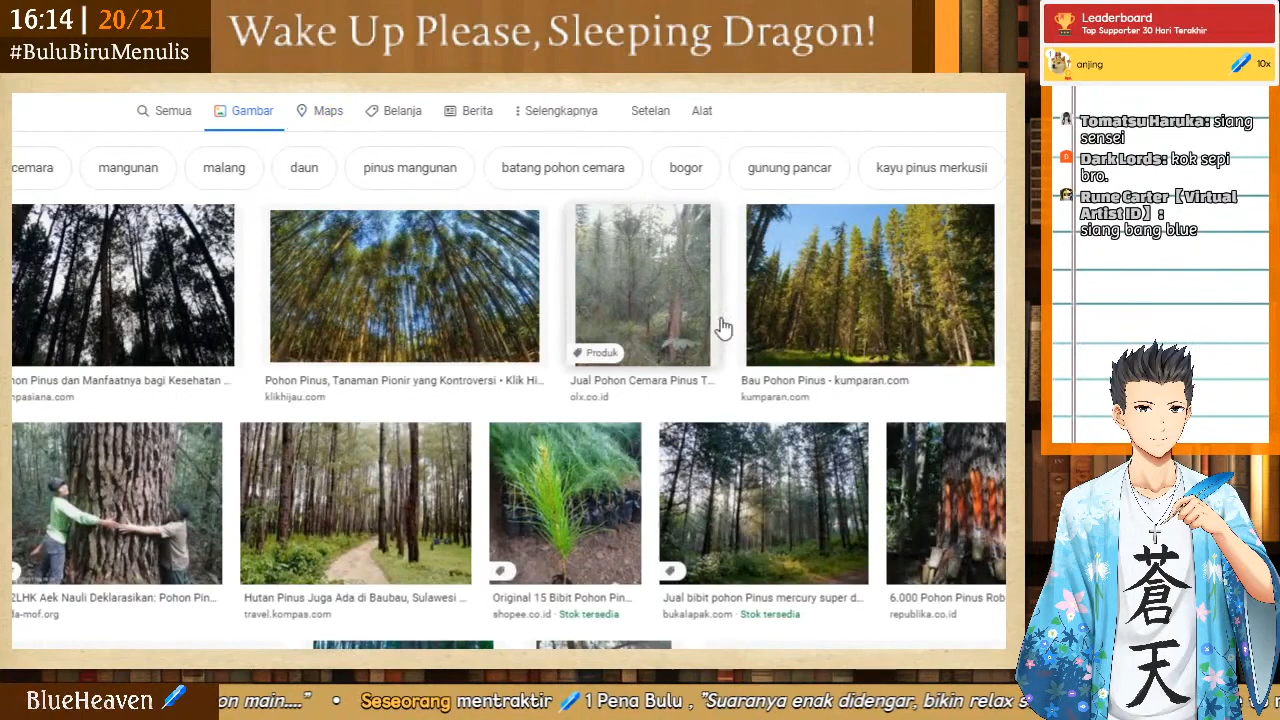 16:14 | 20/21
#BuluBiruMenulis
Wake Up Please, Sleeping Dragon!
Leaderboard
Top Supporter 30 Hari Terakhir
1
anjing
10x
Semua
Gambar
Maps
Belanja
Berita
Selengkapnya
Setelan
Alat
cemara
mangunan
malang
daun
pinus mangunan
batang pohon cemara
bogor
gunung pancar
kayu pinus merkusii
Produk
on Pinus dan Manfaatnya bagi Kesehatan ...
npasiana.com
Pohon Pinus, Tanaman Pionir yang Kontroversi • Klik Hi...
klikhijau.com
Jual Pohon Cemara Pinus T...
olx.co.id
Bau Pohon Pinus - kumparan.com
kumparan.com
2LHK Aek Nauli Deklarasikan: Pohon Pin...
la-mof.org
Hutan Pinus Juga Ada di Baubau, Sulawesi ...
travel.kompas.com
Original 15 Bibit Pohon Pin...
shopee.co.id · Stok tersedia
Jual bibit pohon Pinus mercury super d...
bukalapak.com · Stok tersedia
6.000 Pohon Pinus Rob
republika.co.id
Tomatsu Haruka: siang
sensei
D
Dark Lords: kok sepi
bro.
Rune Carter【Virtual
Artist ID】:
siang bang blue
蒼
天
BlueHeaven
on main...." • Seseorang mentraktir 1 Pena Bulu , "Suaranya enak didengar, bikin relax s